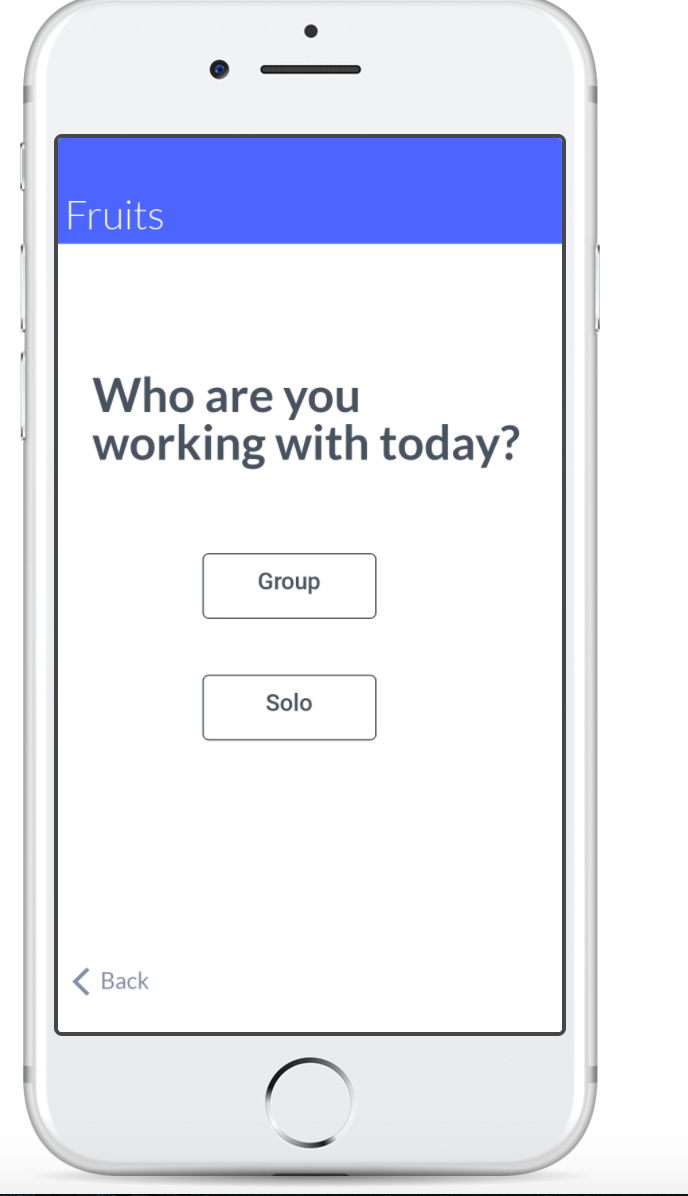 Fruits
Who are you
working with today?
Group
Solo
Back